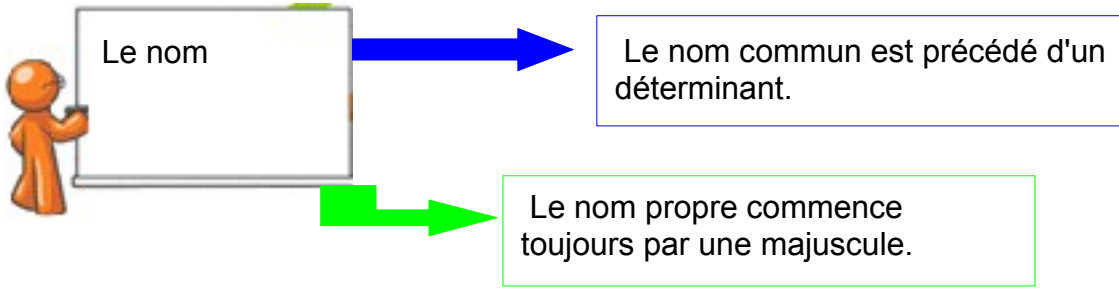 Le nom
Le nom commun est précédé d'un
déterminant.
Le nom propre commence
toujours par une majuscule.